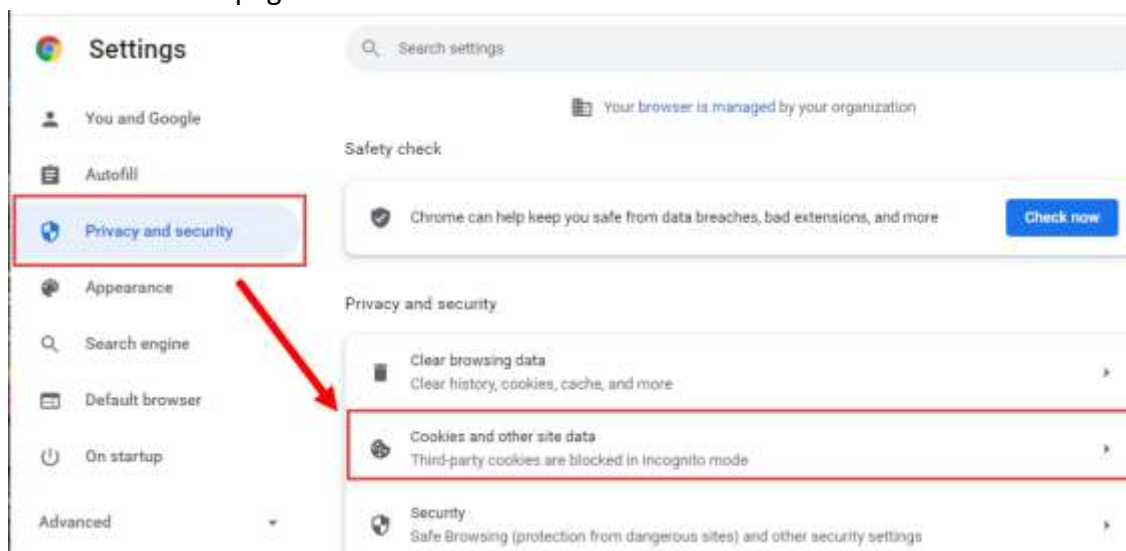 Settings
Search settings
You and Google
Your browser is managed by your organization
Safety check
Autofill
Chrome can help keep you safe from data breaches, bad extensions, and more
Check now
Privacy and security
Appearance
Privacy and security
Search engine
Clear browsing data
Clear history, cookies, cache, and more
Default browser
Cookies and other site data
Third-party cookies are blocked in Incognito mode
On startup
Advanced
Security
Safe Browsing (protection from dangerous sites) and other security settings